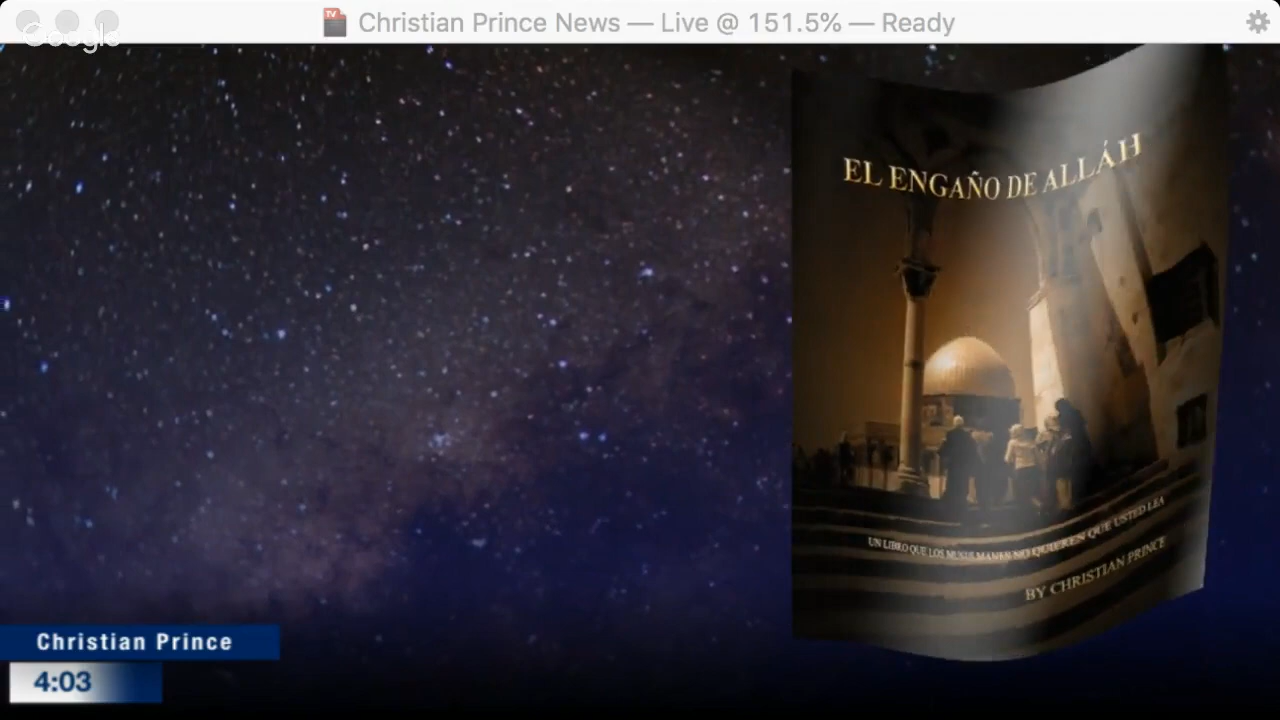 Christian Prince News — Live @ 151.5% — Ready
Google
EL ENGAÑO DE ALLÁH
UN LIBRO QUE LOS MUSULMANES NO QUIEREN QUE USTED LEA
BY CHRISTIAN PRINCE
Christian Prince
4:03